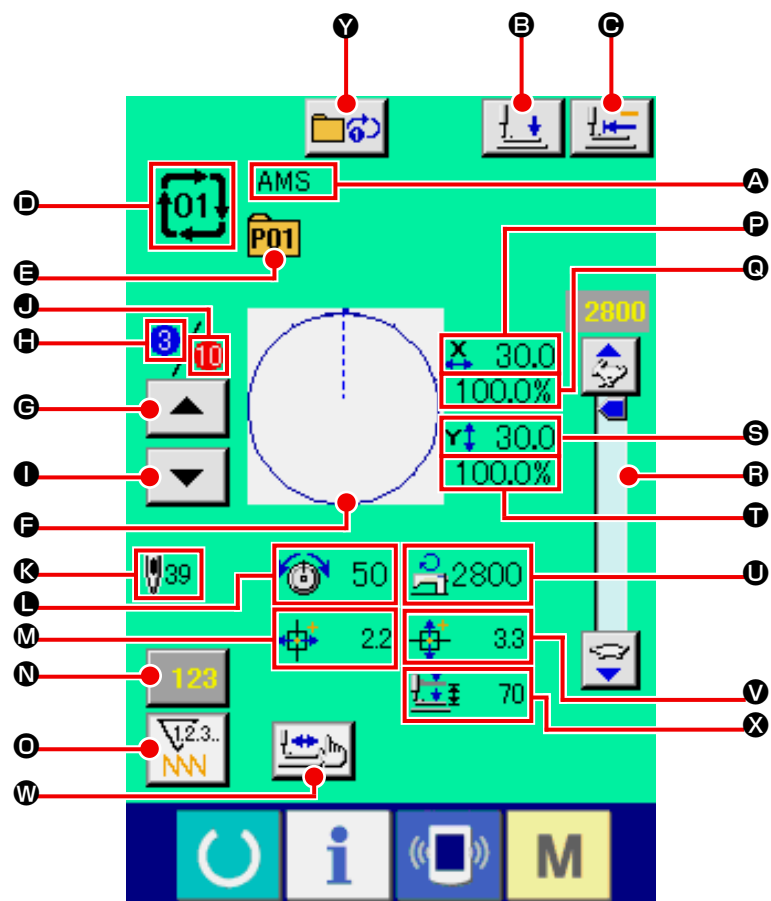 Y B C
D 01 AMS A
E P01 P
J Q
H 3 / 10 2800
X 30.0
G 100.0%
Y 30.0 S
I 100.0% R
F T
K 39 50 2800 U
L
M 2.2 3.3
N 123 V
70 X
O 1.2.3..
W
i M